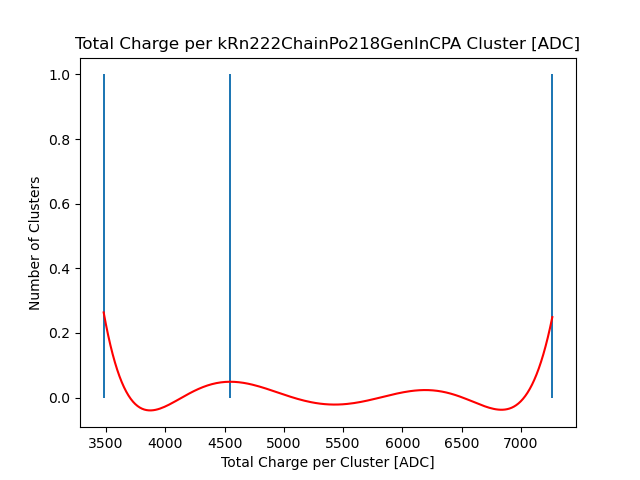 Total Charge per kRn222ChainPo218GenInCPA Cluster [ADC]
1.0
0.8
0.6
0.4
0.2
0.0
Number of Clusters
3500 4000 4500 5000 5500 6000 6500 7000
Total Charge per Cluster [ADC]